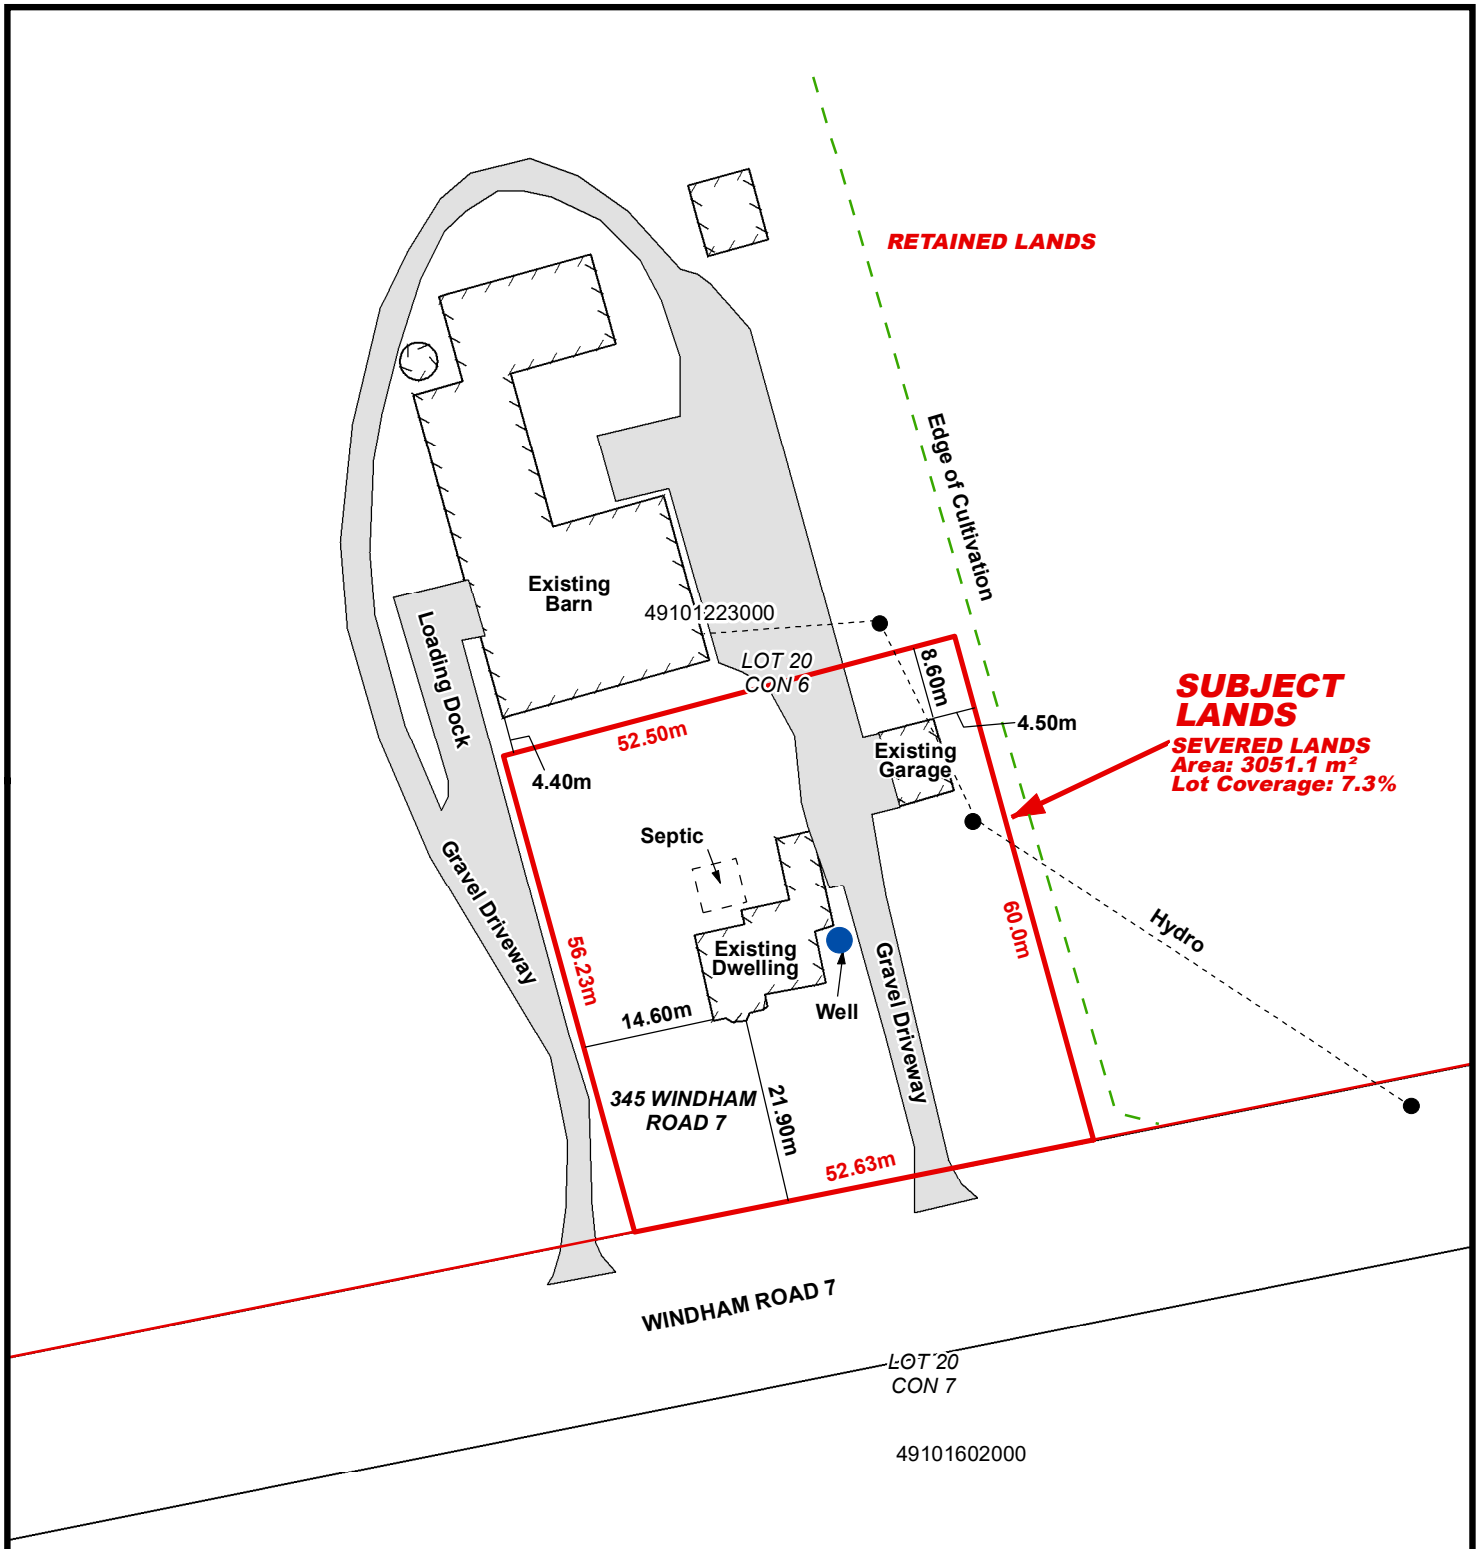 RETAINED LANDS
Edge of Cultivation
Existing
Barn
49101223000
LOT 20
CON 6
8.60m
Loading Dock
SUBJECT
LANDS
SEVERED LANDS
Area: 3051.1 m²
Lot Coverage: 7.3%
52.50m
4.50m
Existing
Garage
4.40m
Septic
Gravel Driveway
60.0m
Hydro
56.23m
Existing
Dwelling
Gravel Driveway
14.60m
Well
345 WINDHAM
ROAD 7
21.90m
52.63m
WINDHAM ROAD 7
LOT 20
CON 7
49101602000